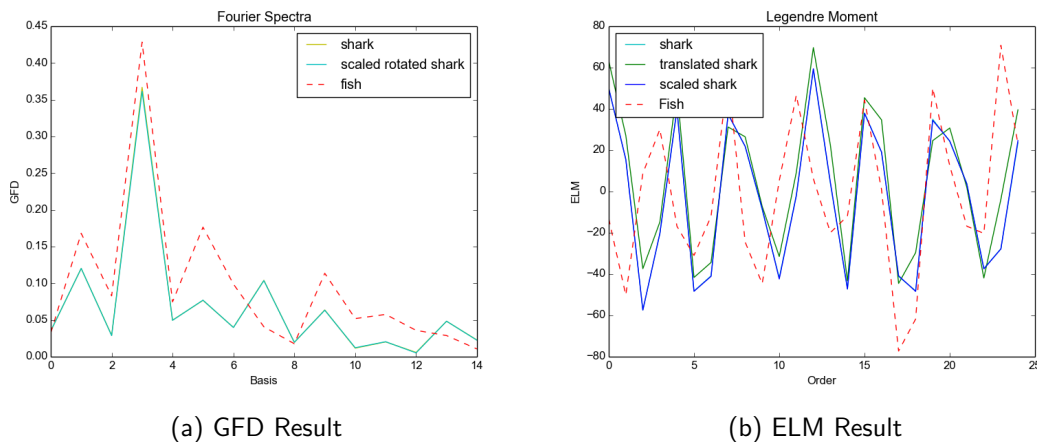 Fourier Spectra
0.45
0.40
0.35
0.30
0.25
0.20
0.15
0.10
0.05
0.00
GFD
0 2 4 6 8 10 12 14
Basis
shark
scaled rotated shark
fish
(a) GFD Result
Legendre Moment
80
60
40
20
0
−20
−40
−60
−80
ELM
0 5 10 15 20 25
Order
shark
translated shark
scaled shark
Fish
(b) ELM Result